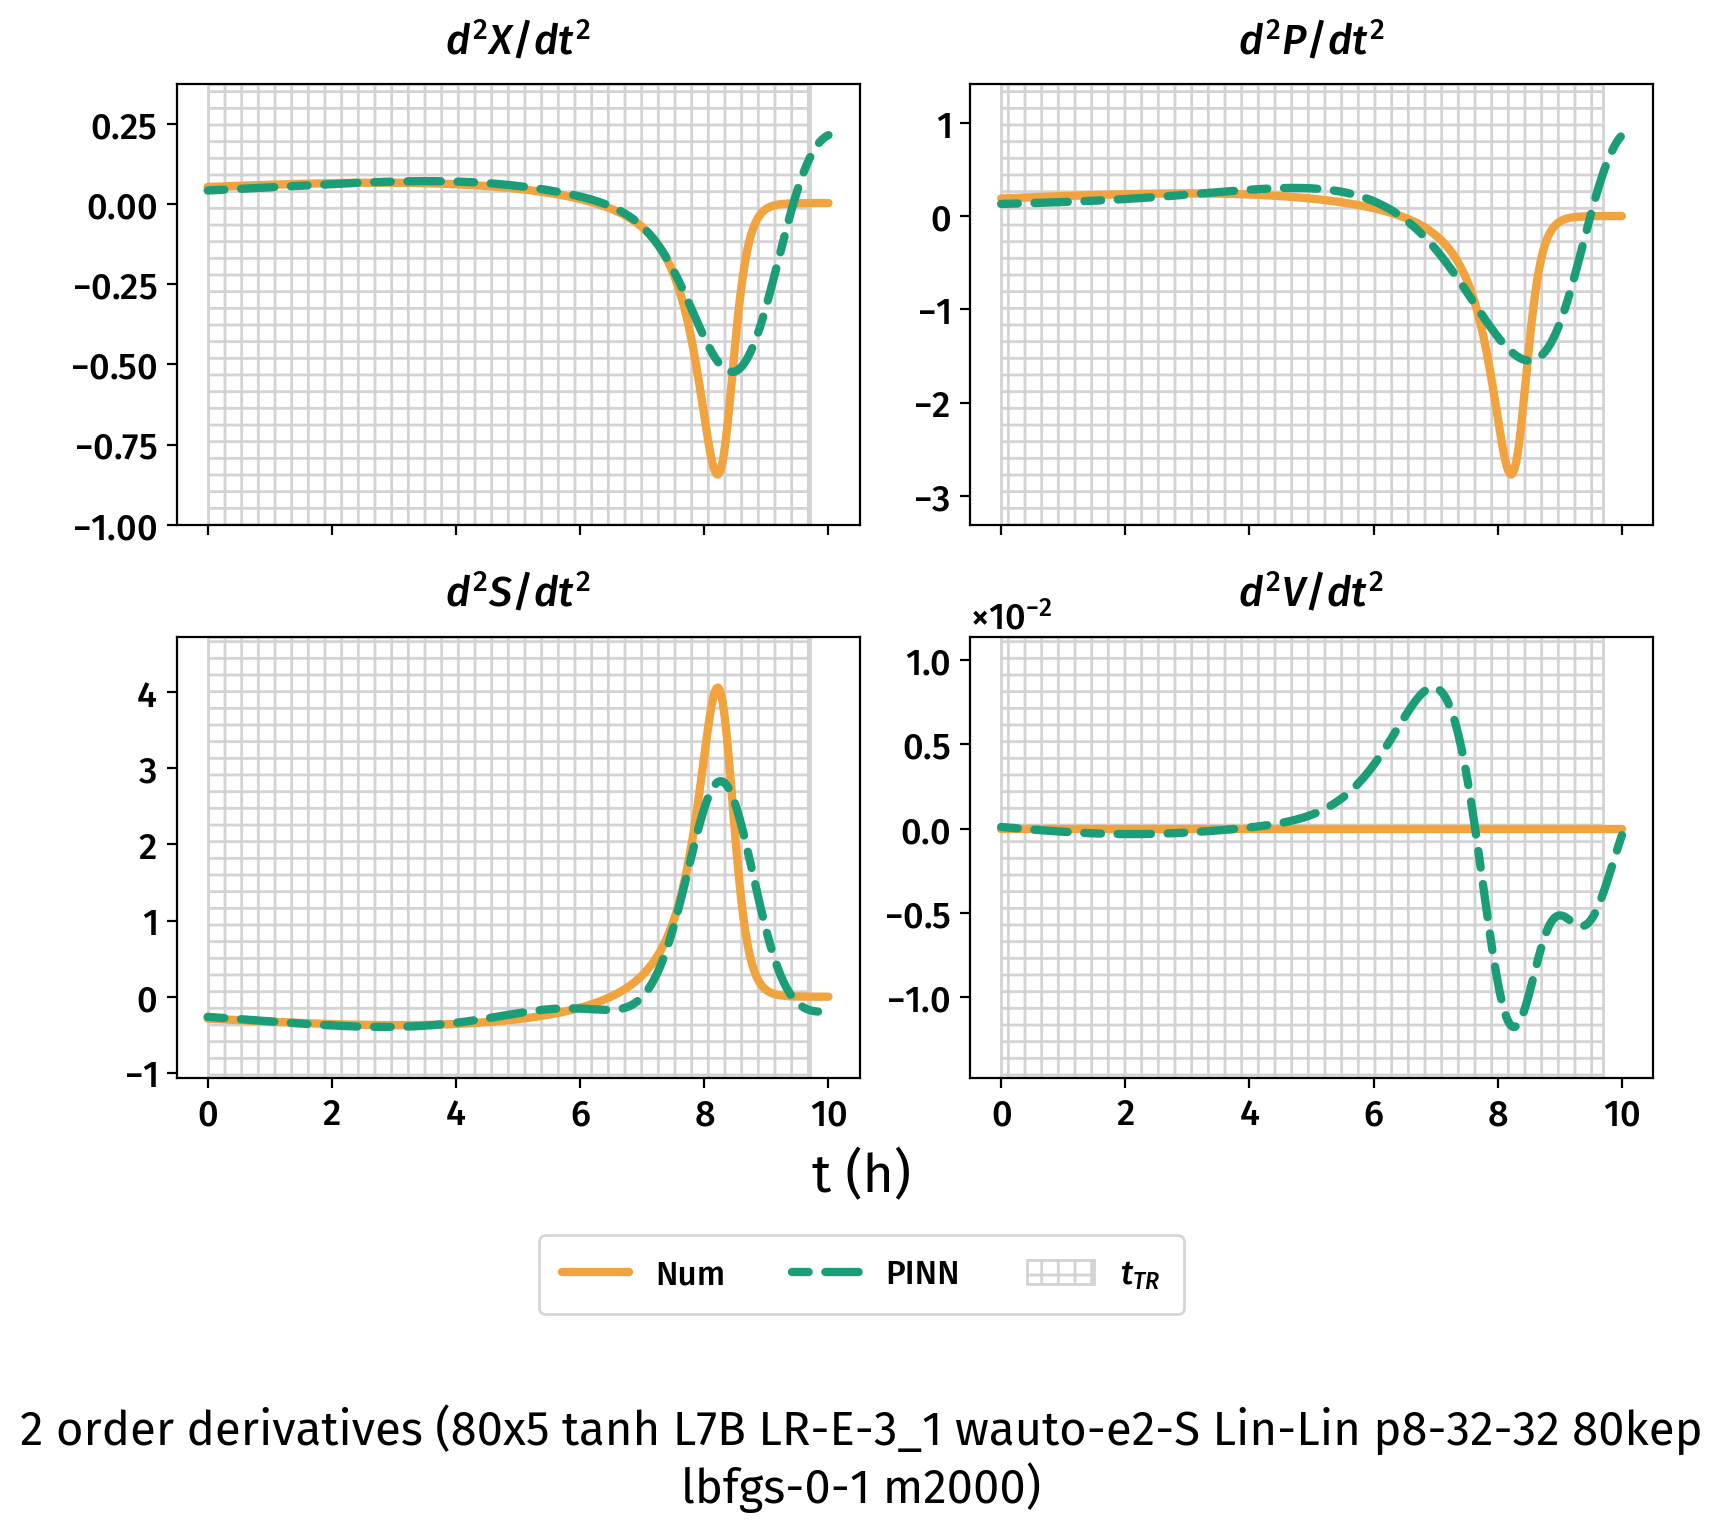 d²X/dt²
d²P/dt²
0.25
0.00
−0.25
−0.50
−0.75
−1.00
1
0
−1
−2
−3
d²S/dt²
d²V/dt²
×10⁻²
4
3
2
1
0
−1
1.0
0.5
0.0
−0.5
−1.0
0 2 4 6 8 10
0 2 4 6 8 10
t (h)
Num PINN t_TR
2 order derivatives (80x5 tanh L7B LR-E-3_1 wauto-e2-S Lin-Lin p8-32-32 80kep
lbfgs-0-1 m2000)